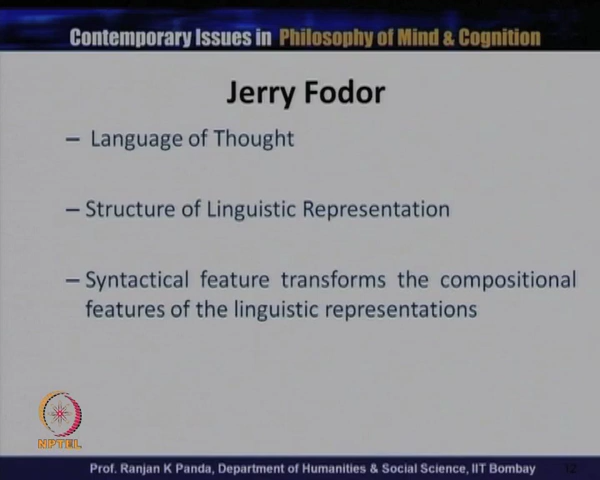 Contemporary Issues in Philosophy of Mind & Cognition
Jerry Fodor
– Language of Thought
– Structure of Linguistic Representation
– Syntactical feature transforms the compositional
features of the linguistic representations
NPTEL
Prof. Ranjan K Panda, Department of Humanities & Social Science, IIT Bombay
12